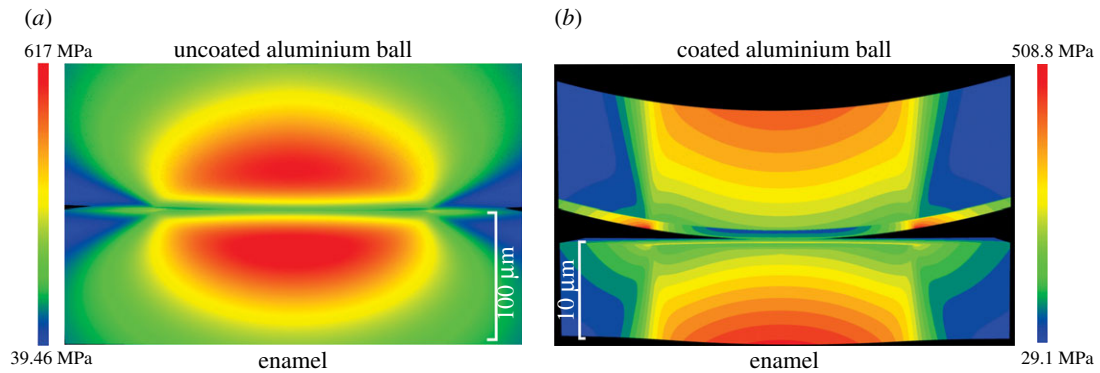 (a)
uncoated aluminium ball
617 MPa
39.46 MPa
100 µm
enamel
(b)
coated aluminium ball
508.8 MPa
29.1 MPa
10 µm
enamel